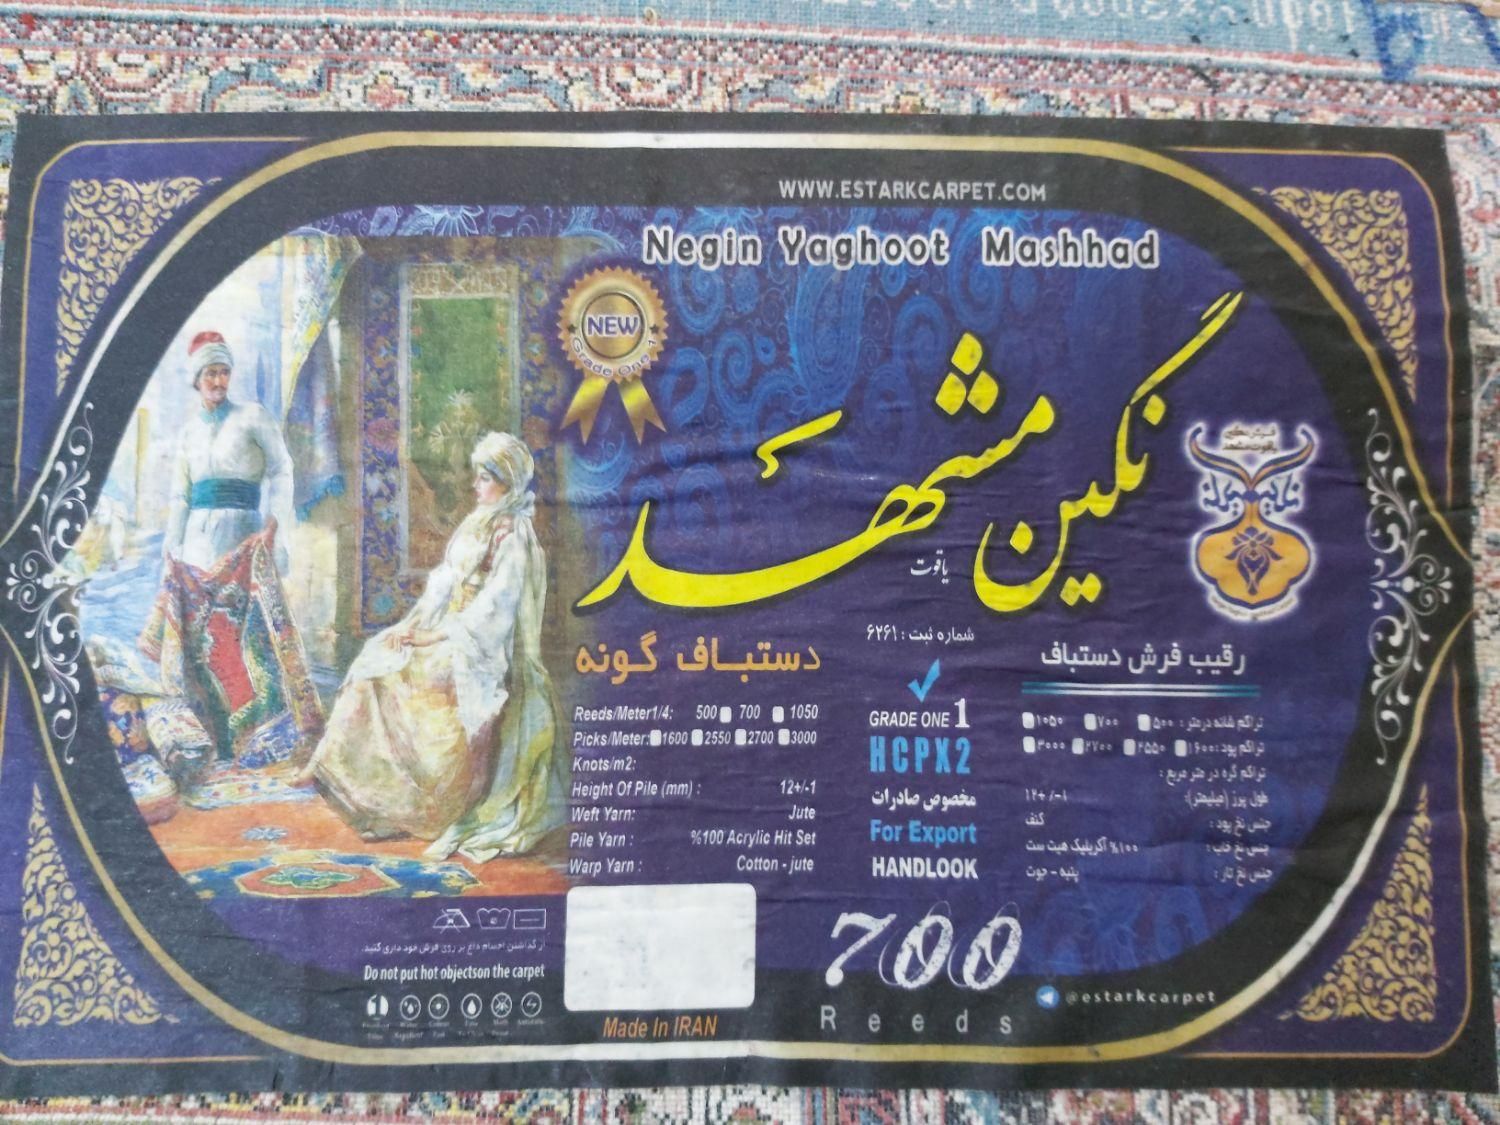 WWW.ESTARKCARPET.COM
Negin Yaghoot Mashhad
NEW
Grade One 1
نگین مشهد
یاقوت
شماره ثبت : ۶۲۶۱
دستباف گونه
رقیب فرش دستباف
Reeds/Meter1/4: 500 700 1050
Picks/Meter: 1600 2550 2700 3000
Knots/m2:
Height Of Pile (mm) : 12+/-1
Weft Yarn: Jute
Pile Yarn : %100 Acrylic Hit Set
Warp Yarn : Cotton - jute
GRADE ONE 1
HCPX2
مخصوص صادرات
For Export
HANDLOOK
تراکم شانه در متر : ۵۰۰ ۷۰۰ ۱۰۵۰
تراکم پود: ۱۶۰۰ ۲۵۵۰ ۲۷۰۰ ۳۰۰۰
تراکم گره در متر مربع :
طول پرز (میلیمتر): ۱۲+/-۱
جنس نخ پود : کنف
جنس نخ خاب : ۱۰۰% آکریلیک هیت ست
جنس نخ تار : پنبه - جوت
از گذاشتن اجسام داغ بر روی فرش خود داری کنید.
Do not put hot objectson the carpet
Made In IRAN
700
Reeds
@estarkcarpet